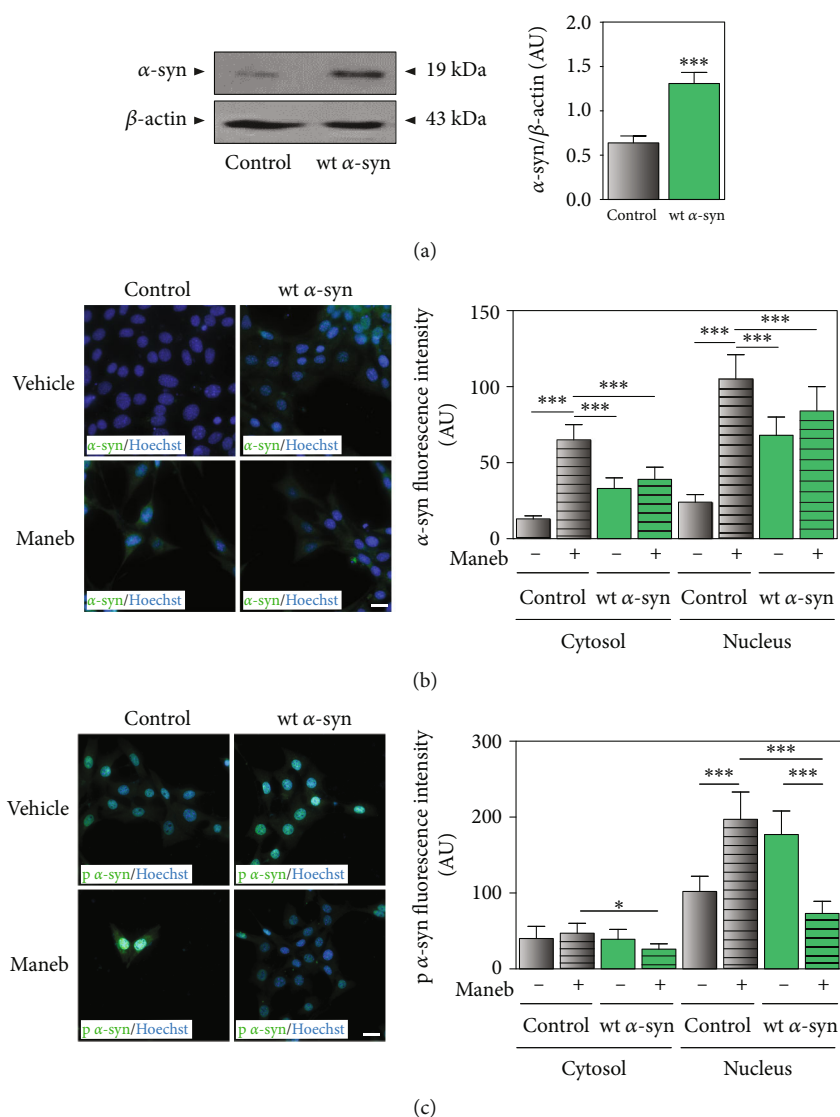 α-syn ► ◄ 19 kDa
β-actin ► ◄ 43 kDa
Control wt α-syn
α-syn/β-actin (AU)
2.0
1.5
1.0
0.5
0.0
***
Control wt α-syn
(a)
Control wt α-syn
Vehicle
α-syn/Hoechst α-syn/Hoechst
Maneb
α-syn/Hoechst α-syn/Hoechst
α-syn fluorescence intensity
(AU)
150
100
50
0
*** *** ***
*** *** ***
Maneb − + − + − + − +
Control wt α-syn Control wt α-syn
Cytosol Nucleus
(b)
Control wt α-syn
Vehicle
p α-syn/Hoechst p α-syn/Hoechst
Maneb
p α-syn/Hoechst p α-syn/Hoechst
p α-syn fluorescence intensity
(AU)
300
200
100
0
*
***
*** ***
Maneb − + − + − + − +
Control wt α-syn Control wt α-syn
Cytosol Nucleus
(c)